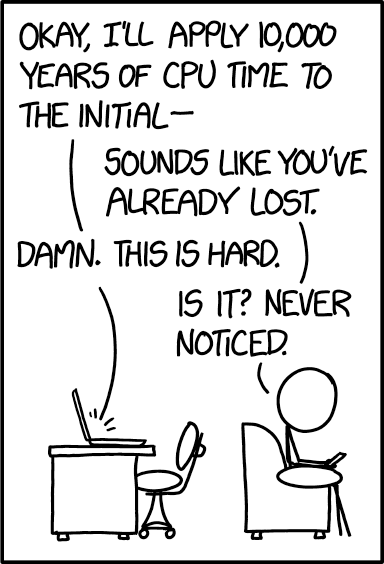 OKAY, I'LL APPLY 10,000
YEARS OF CPU TIME TO
THE INITIAL—
SOUNDS LIKE YOU'VE
ALREADY LOST.
DAMN. THIS IS HARD.
IS IT? NEVER
NOTICED.